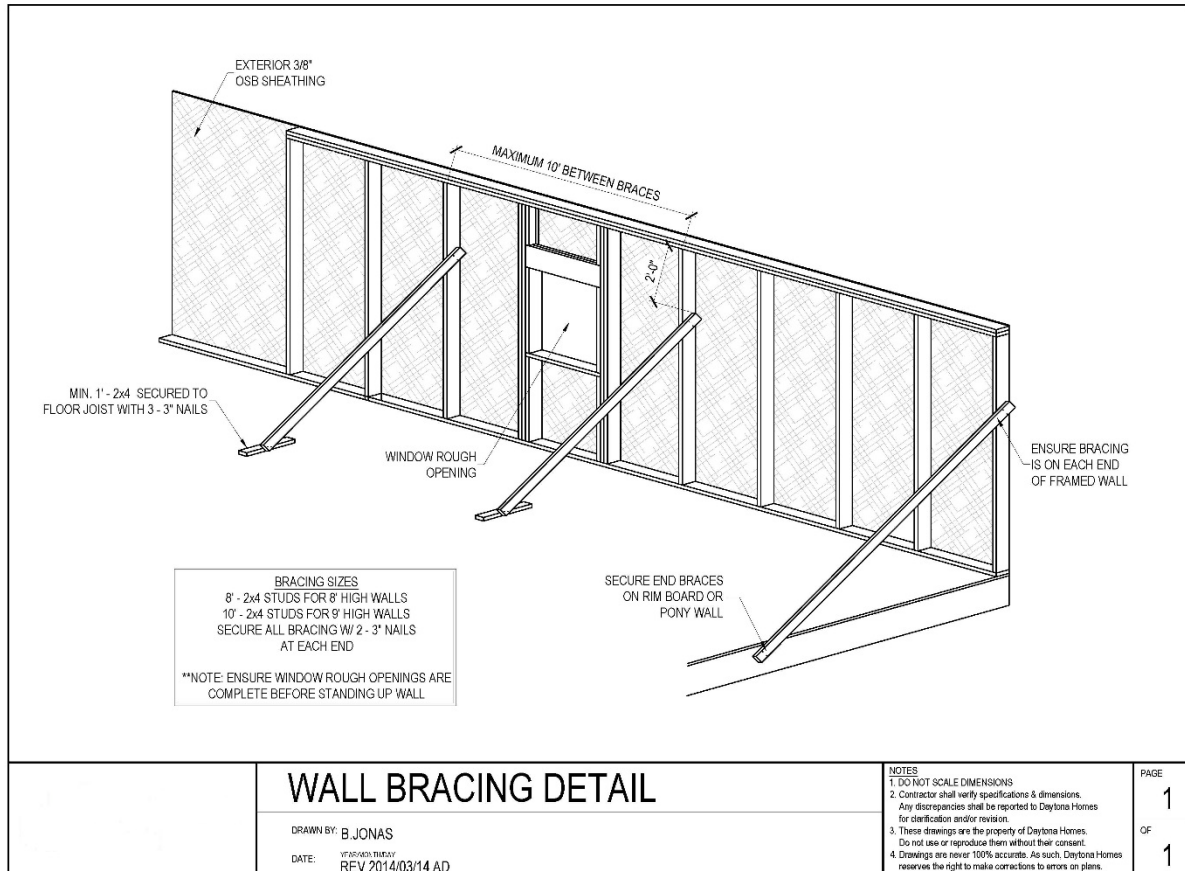 EXTERIOR 3/8"
OSB SHEATHING
MAXIMUM 10' BETWEEN BRACES
2'-0"
MIN. 1' - 2x4 SECURED TO
FLOOR JOIST WITH 3 - 3" NAILS
WINDOW ROUGH
OPENING
ENSURE BRACING
IS ON EACH END
OF FRAMED WALL
SECURE END BRACES
ON RIM BOARD OR
PONY WALL
BRACING SIZES
8' - 2x4 STUDS FOR 8' HIGH WALLS
10' - 2x4 STUDS FOR 9' HIGH WALLS
SECURE ALL BRACING W/ 2 - 3" NAILS
AT EACH END
**NOTE: ENSURE WINDOW ROUGH OPENINGS ARE
COMPLETE BEFORE STANDING UP WALL
WALL BRACING DETAIL
DRAWN BY: B.JONAS
DATE: YEAR/MONTH/DAY
REV 2014/03/14 AD
NOTES
1. DO NOT SCALE DIMENSIONS
2. Contractor shall verify specifications & dimensions.
Any discrepancies shall be reported to Daytona Homes
for clarification and/or revision.
3. These drawings are the property of Daytona Homes.
Do not use or reproduce them without their consent.
4. Drawings are never 100% accurate. As such, Daytona Homes
reserves the right to make corrections to errors on plans.
PAGE
1
OF
1